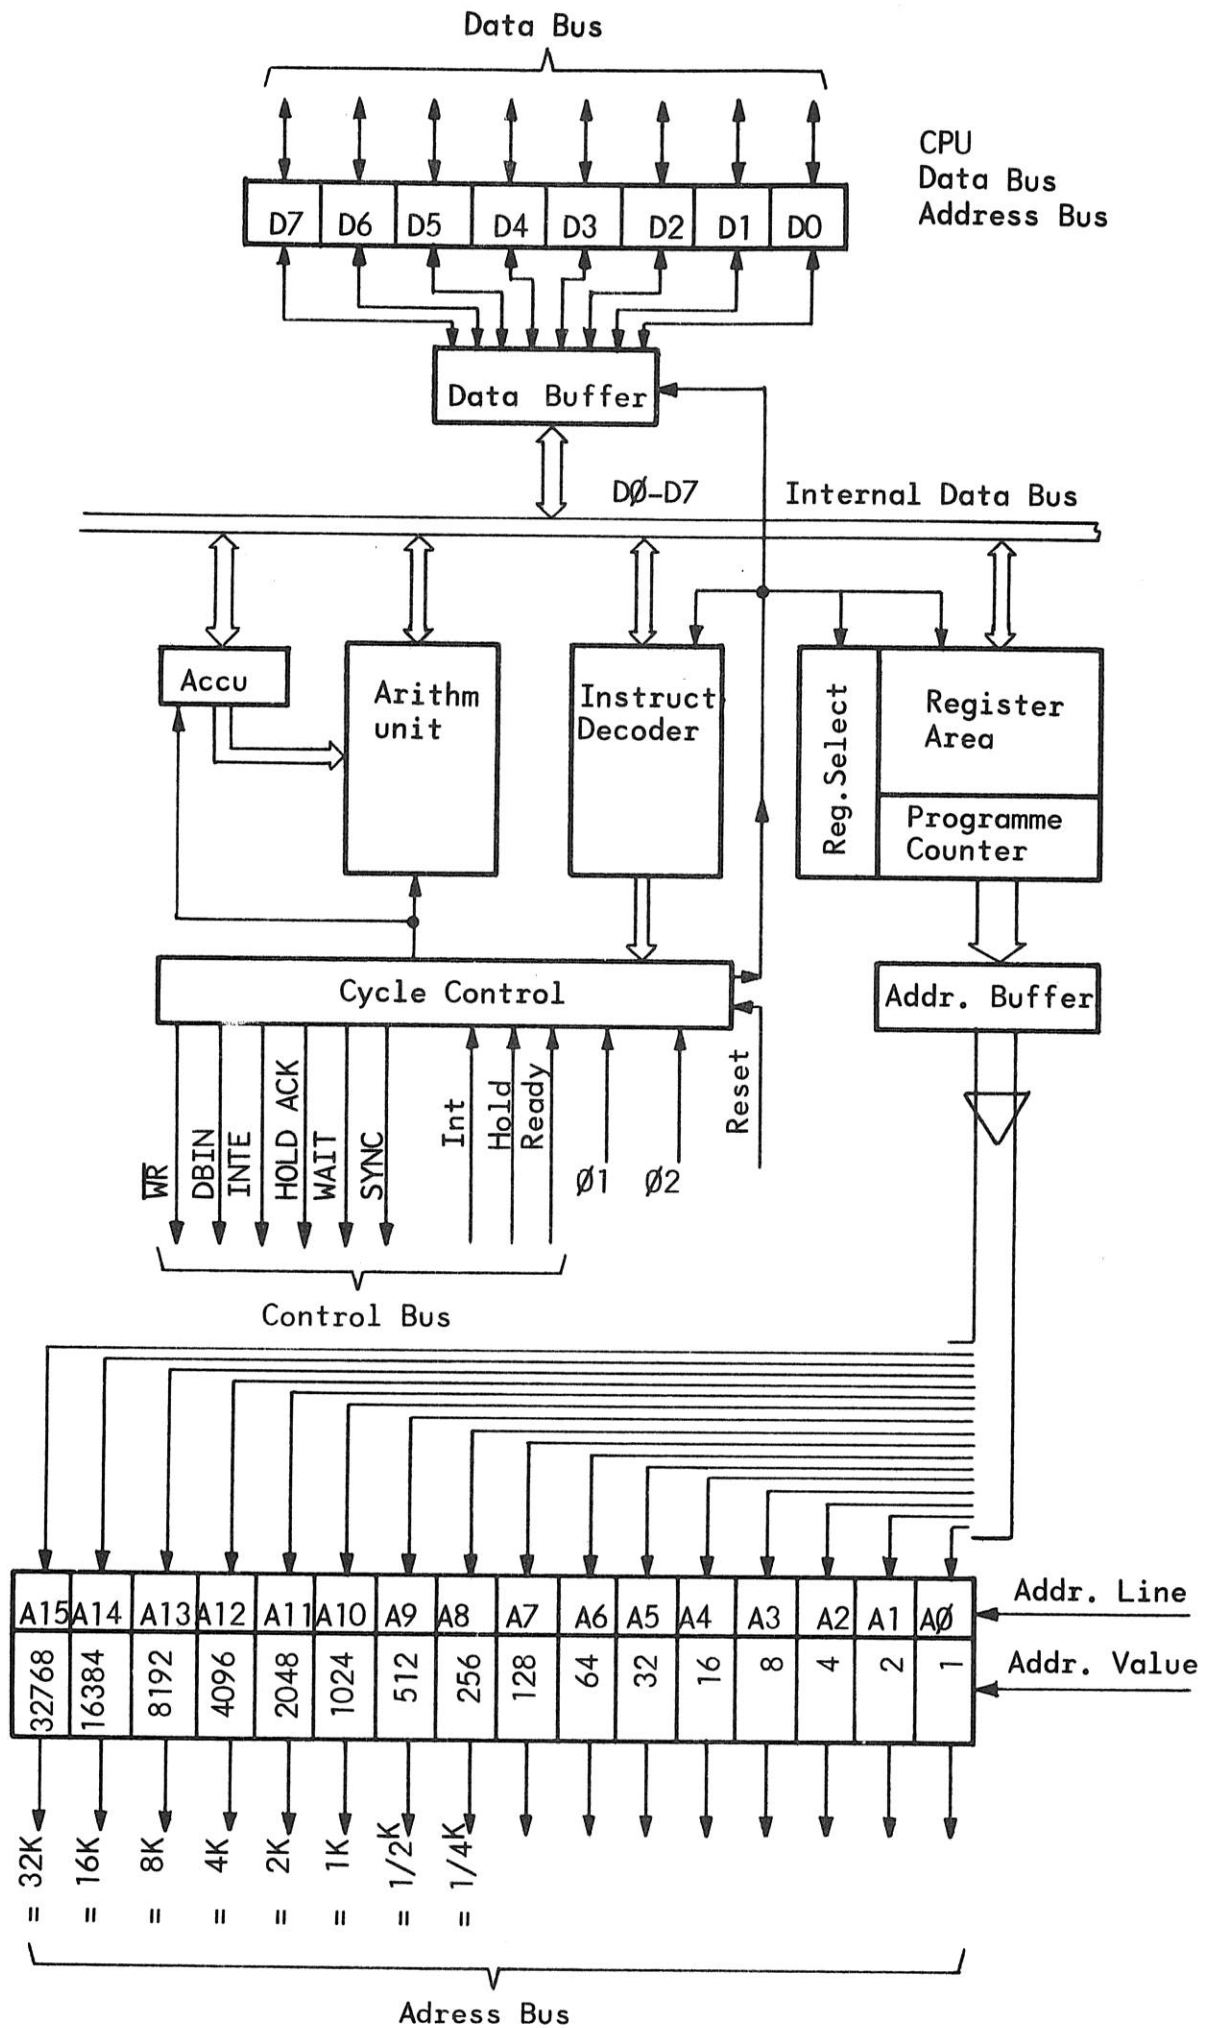 Data Bus
CPU
Data Bus
Address Bus
D7 D6 D5 D4 D3 D2 D1 D0
Data Buffer
DØ-D7
Internal Data Bus
Accu
Arithm
unit
Instruct
Decoder
Reg.Select
Register
Area
Programme
Counter
Cycle Control
Addr. Buffer
WR
DBIN
INTE
HOLD ACK
WAIT
SYNC
Int
Hold
Ready
Ø1
Ø2
Reset
Control Bus
A15 A14 A13 A12 A11 A10 A9 A8 A7 A6 A5 A4 A3 A2 A1 AØ
Addr. Line
32768 16384 8192 4096 2048 1024 512 256 128 64 32 16 8 4 2 1
Addr. Value
= 32K
= 16K
= 8K
= 4K
= 2K
= 1K
= 1/2K
= 1/4K
Adress Bus